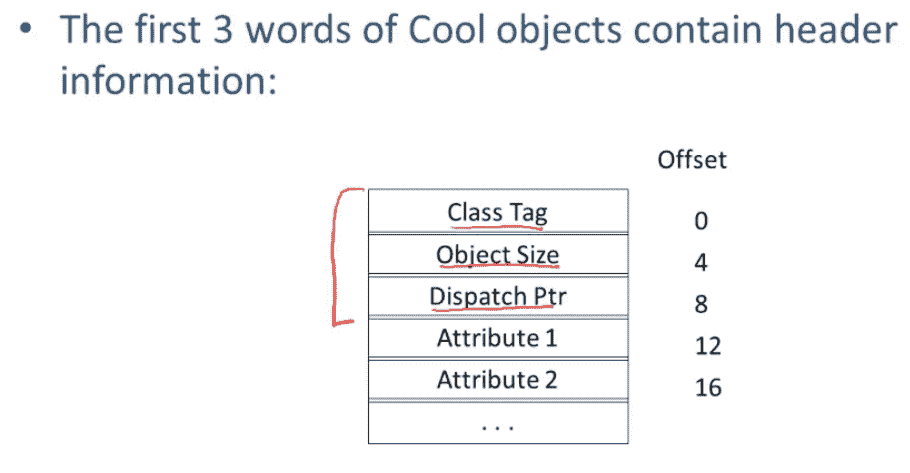 • The first 3 words of Cool objects contain header
information:
Offset
Class Tag 0
Object Size 4
Dispatch Ptr 8
Attribute 1 12
Attribute 2 16
...